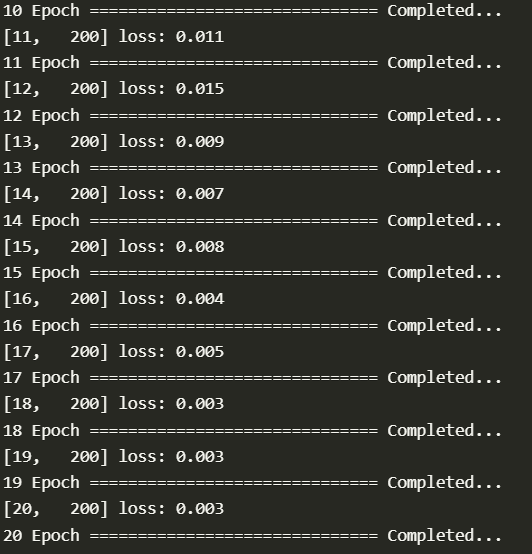 10 Epoch ============================== Completed...
[11,   200] loss: 0.011
11 Epoch ============================== Completed...
[12,   200] loss: 0.015
12 Epoch ============================== Completed...
[13,   200] loss: 0.009
13 Epoch ============================== Completed...
[14,   200] loss: 0.007
14 Epoch ============================== Completed...
[15,   200] loss: 0.008
15 Epoch ============================== Completed...
[16,   200] loss: 0.004
16 Epoch ============================== Completed...
[17,   200] loss: 0.005
17 Epoch ============================== Completed...
[18,   200] loss: 0.003
18 Epoch ============================== Completed...
[19,   200] loss: 0.003
19 Epoch ============================== Completed...
[20,   200] loss: 0.003
20 Epoch ============================== Completed...